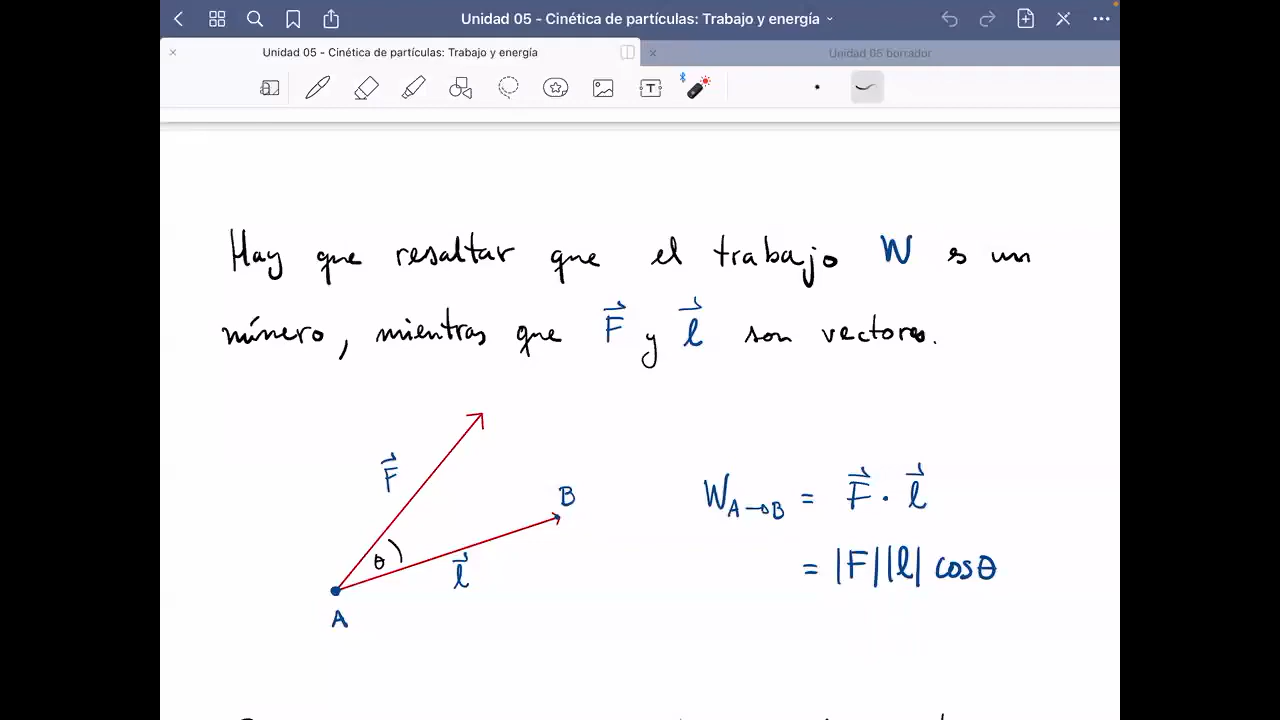 Unidad 05 - Cinética de partículas: Trabajo y energía
Unidad 05 - Cinética de partículas: Trabajo y energía
Unidad 05 borrador
T
Hay que resaltar que el trabajo W es un
número, mientras que F⃗ y l⃗ son vectores.
F⃗
B
θ
l⃗
A
W_{A→B} = F⃗ · l⃗
= |F||l| cosθ